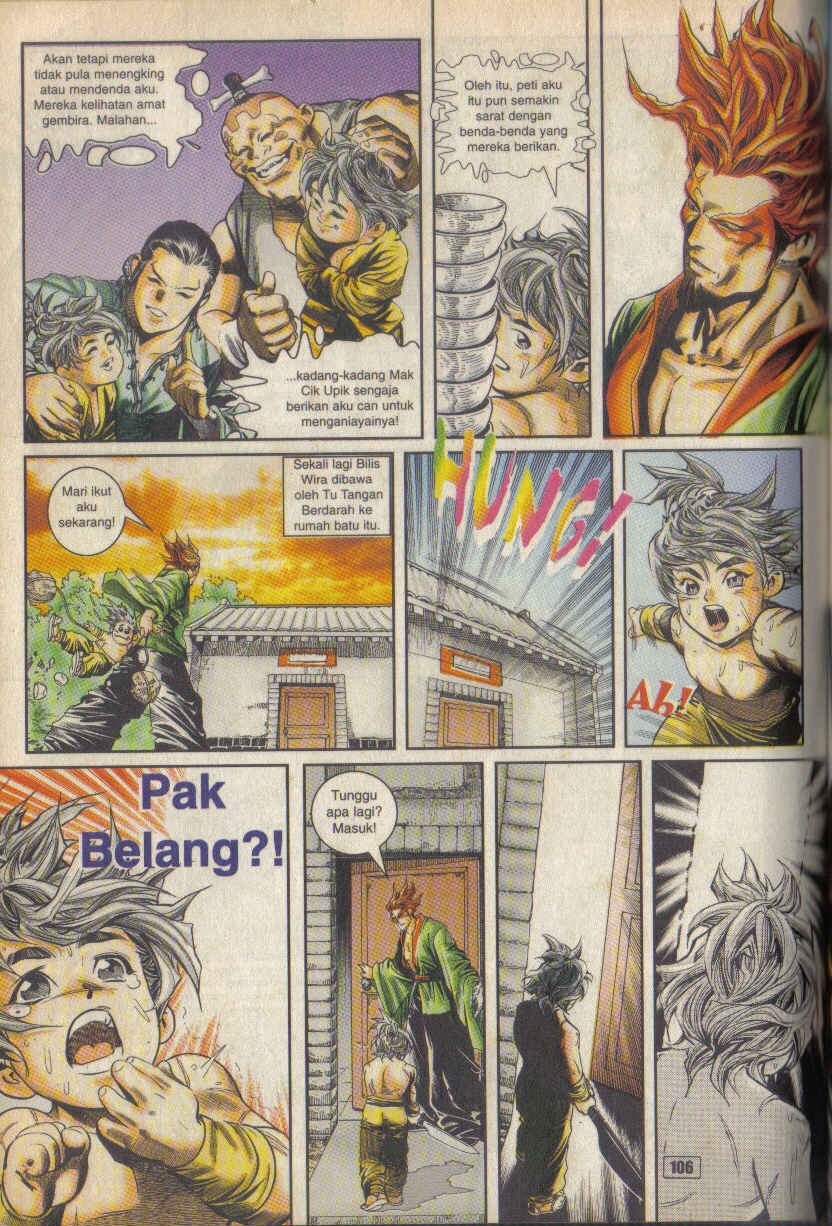 Akan tetapi mereka
tidak pula menengking
atau mendenda aku.
Mereka kelihatan amat
gembira. Malahan...
...kadang-kadang Mak
Cik Upik sengaja
berikan aku can untuk
menganiayainya!
Oleh itu, peti aku
itu pun semakin
sarat dengan
benda-benda yang
mereka berikan.
Mari ikut
aku
sekarang!
Sekali lagi Bilis
Wira dibawa
oleh Tu Tangan
Berdarah ke
rumah batu itu.
HUNG!
Ah!
Pak
Belang?!
Tunggu
apa lagi?
Masuk!
106